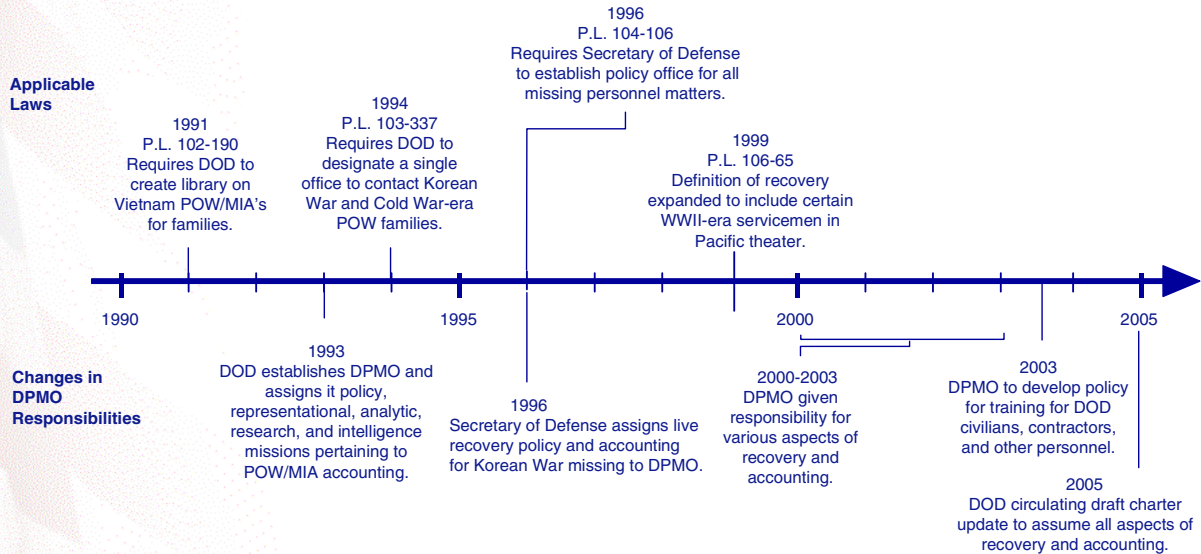 Applicable
Laws
1991
P.L. 102-190
Requires DOD to
create library on
Vietnam POW/MIA's
for families.
1994
P.L. 103-337
Requires DOD to
designate a single
office to contact Korean
War and Cold War-era
POW families.
1996
P.L. 104-106
Requires Secretary of Defense
to establish policy office for all
missing personnel matters.
1999
P.L. 106-65
Definition of recovery
expanded to include certain
WWII-era servicemen in
Pacific theater.
1990
1995
2000
2005
Changes in
DPMO
Responsibilities
1993
DOD establishes DPMO and
assigns it policy,
representational, analytic,
research, and intelligence
missions pertaining to
POW/MIA accounting.
1996
Secretary of Defense assigns live
recovery policy and accounting
for Korean War missing to DPMO.
2000-2003
DPMO given
responsibility for
various aspects of
recovery and
accounting.
2003
DPMO to develop policy
for training for DOD
civilians, contractors,
and other personnel.
2005
DOD circulating draft charter
update to assume all aspects of
recovery and accounting.